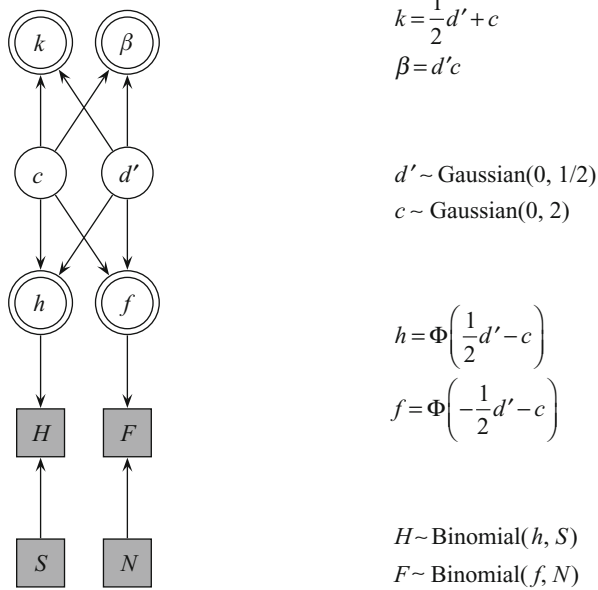 k β
k = 1/2 d′ + c
β = d′c
c d′
d′ ~ Gaussian(0, 1/2)
c ~ Gaussian(0, 2)
h f
h = Φ(1/2 d′ − c)
f = Φ(−1/2 d′ − c)
H F
S N
H ~ Binomial(h, S)
F ~ Binomial(f, N)